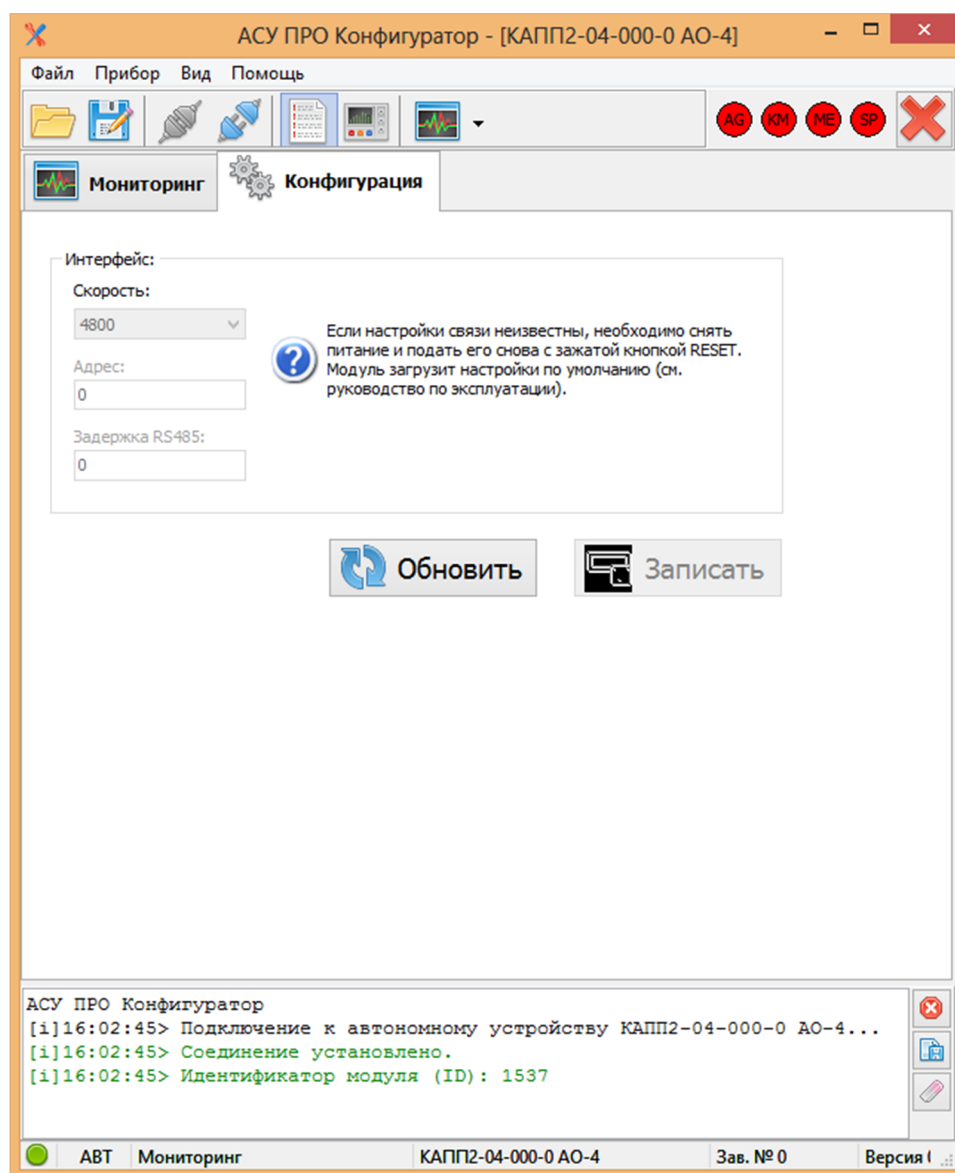 АСУ ПРО Конфигуратор - [КАПП2-04-000-0 АО-4]
Файл Прибор Вид Помощь
AG KM ME SP
Мониторинг Конфигурация
Интерфейс:
Скорость:
4800
Адрес:
0
Задержка RS485:
0
Если настройки связи неизвестны, необходимо снять
питание и подать его снова с зажатой кнопкой RESET.
Модуль загрузит настройки по умолчанию (см.
руководство по эксплуатации).
Обновить Записать
АСУ ПРО Конфигуратор
[i]16:02:45> Подключение к автономному устройству КАПП2-04-000-0 АО-4...
[i]16:02:45> Соединение установлено.
[i]16:02:45> Идентификатор модуля (ID): 1537
АВТ Мониторинг КАПП2-04-000-0 АО-4 Зав. № 0 Версия